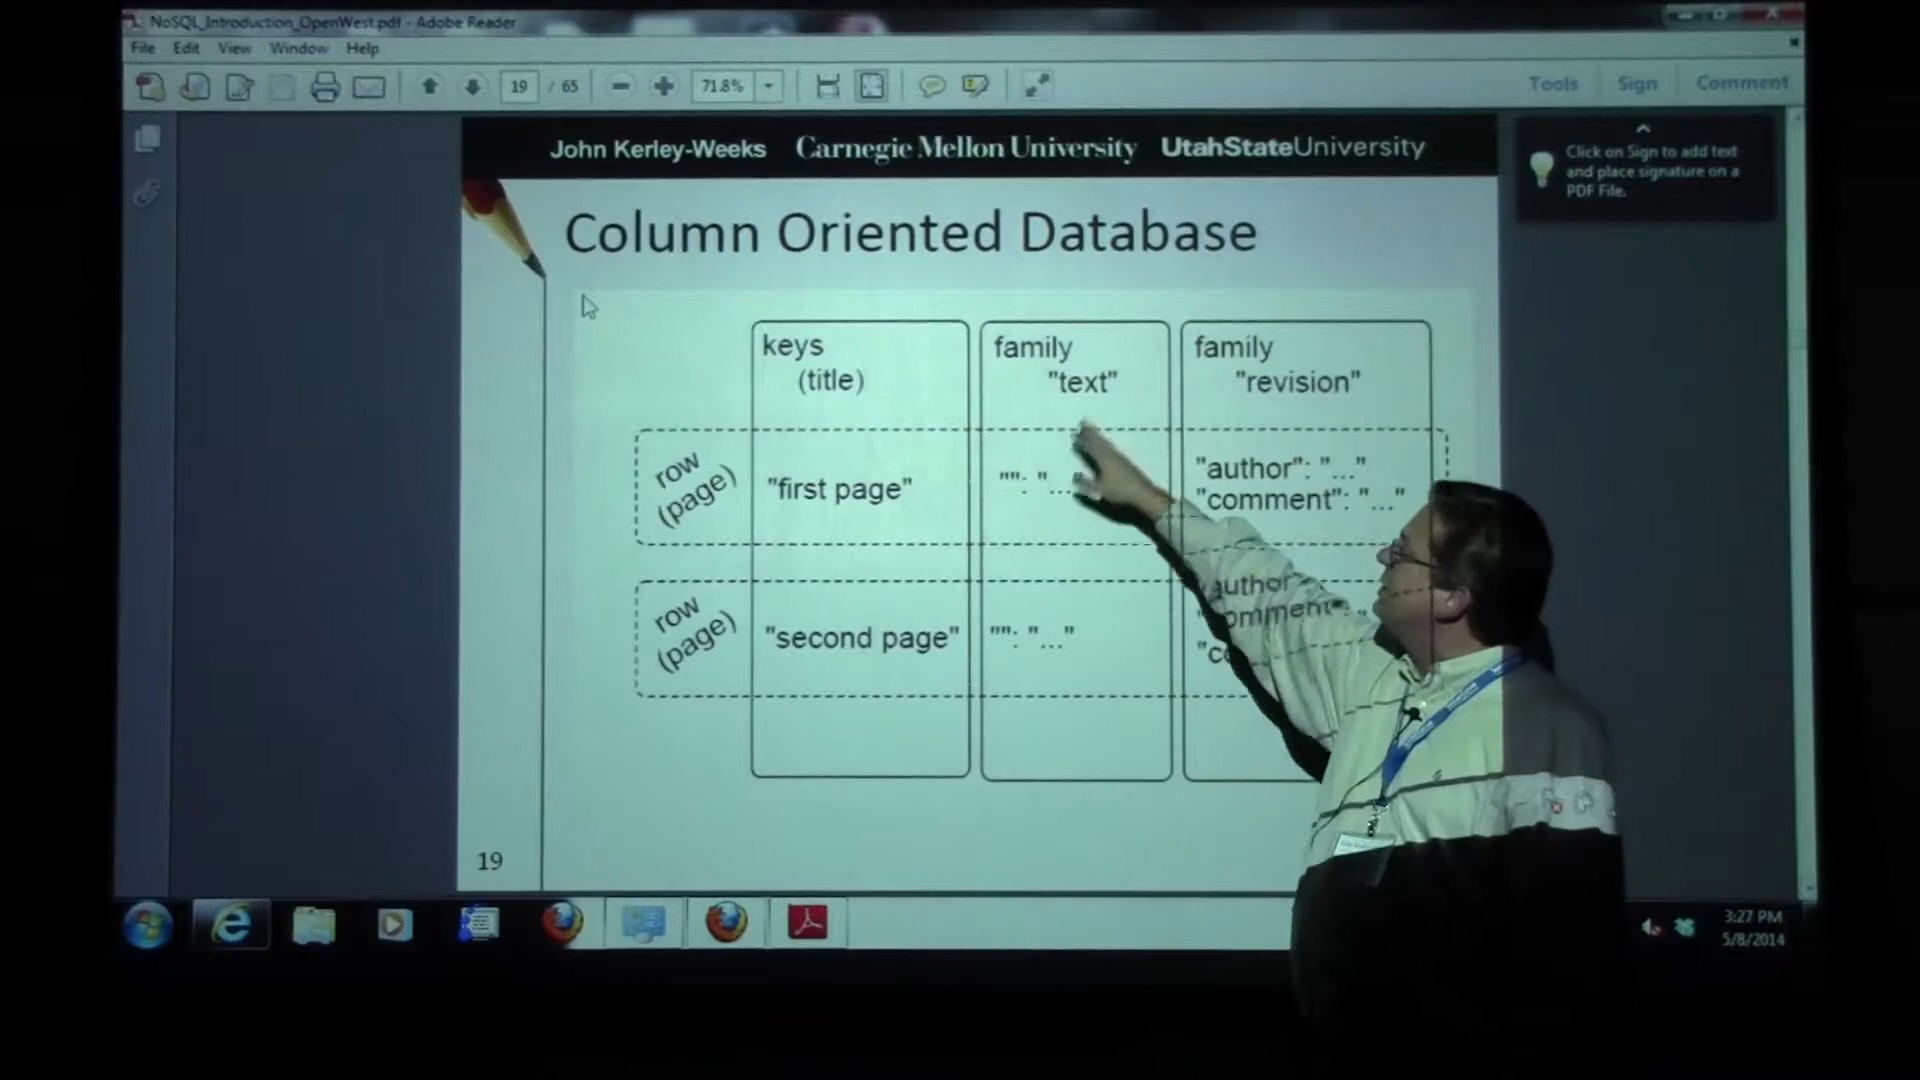 NoSQL_Introduction_OpenWest.pdf - Adobe Reader
File Edit View Window Help
19 / 65 71.8% Tools Sign Comment
Click on Sign to add text
and place signature on a
PDF File.
John Kerley-Weeks Carnegie Mellon University UtahStateUniversity
Column Oriented Database
keys
(title)
family
"text"
family
"revision"
row
(page)
"first page"
"": "..."
"author": "..."
"comment": "..."
row
(page)
"second page"
"": "..."
"author
"comment"
19
3:27 PM
5/8/2014